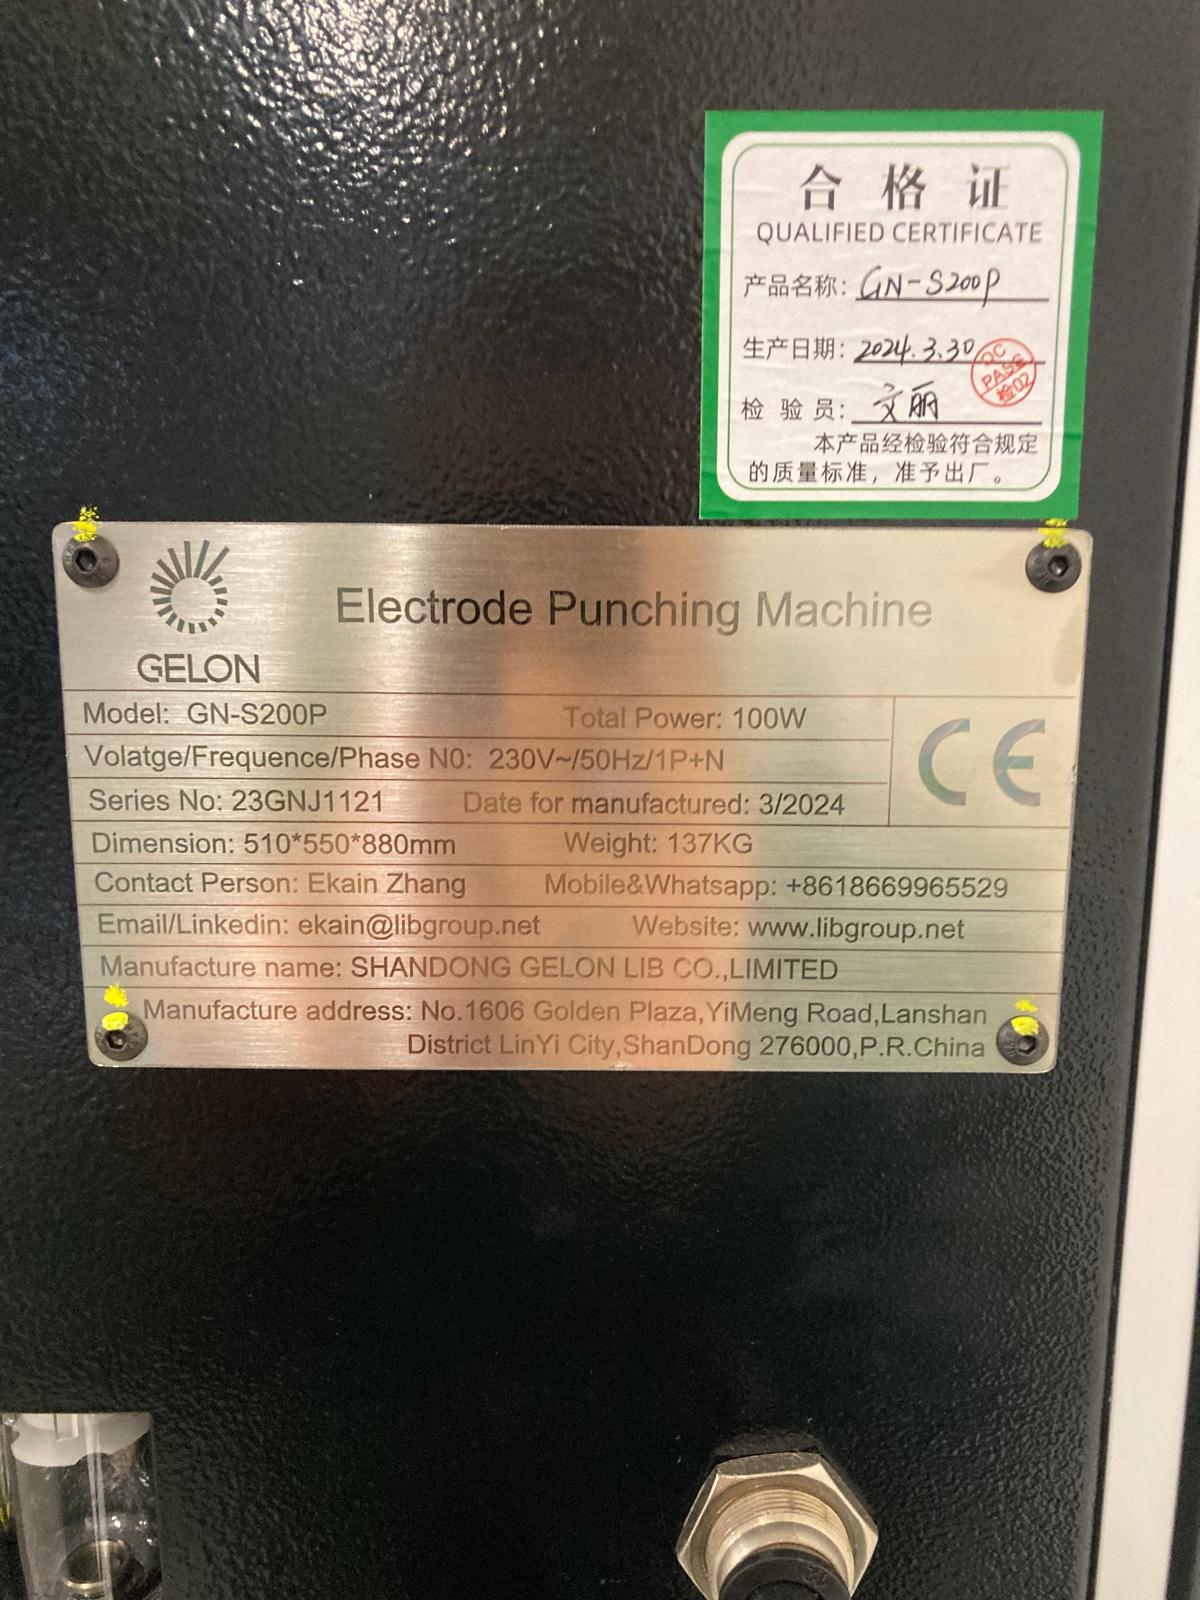 合格证
QUALIFIED CERTIFICATE
产品名称: GN-S200P
生产日期: 2024.3.30
QC
PASS
检02
检 验 员: 文丽
本产品经检验符合规定
的质量标准，准予出厂。
GELON
Electrode Punching Machine
Model: GN-S200P Total Power: 100W
Volatge/Frequence/Phase N0: 230V~/50Hz/1P+N
CE
Series No: 23GNJ1121 Date for manufactured: 3/2024
Dimension: 510*550*880mm Weight: 137KG
Contact Person: Ekain Zhang Mobile&Whatsapp: +8618669965529
Email/Linkedin: ekain@libgroup.net Website: www.libgroup.net
Manufacture name: SHANDONG GELON LIB CO.,LIMITED
Manufacture address: No.1606 Golden Plaza,YiMeng Road,Lanshan
District LinYi City,ShanDong 276000,P.R.China